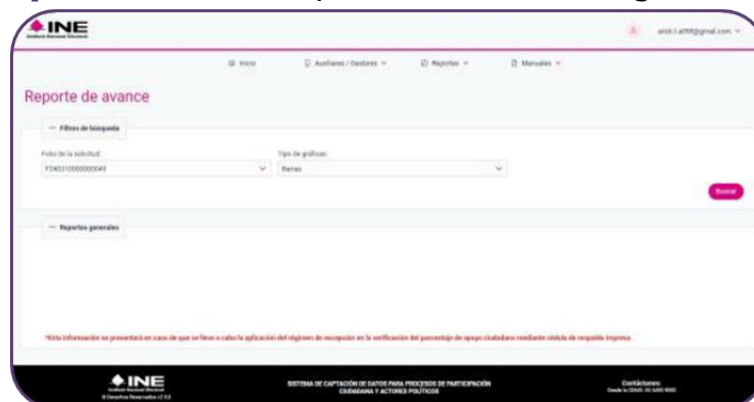 INE
Instituto Nacional Electoral
Inicio
Auxiliares / Gestores
Reportes
Manuales
Reporte de avance
Filtros de búsqueda
Folio de la solicitud:
Tipo de gráficas:
Barras
Buscar
Reportes generales
*Esta información se presentará en caso de que se lleve a cabo la aplicación del régimen de excepción en la verificación del porcentaje de apoyo ciudadano mediante cédula de respaldo impresa.
INE
Instituto Nacional Electoral
SISTEMA DE CAPTACIÓN DE DATOS PARA PROCESOS DE PARTICIPACIÓN
CIUDADANA Y ACTORES POLÍTICOS
Contáctanos: